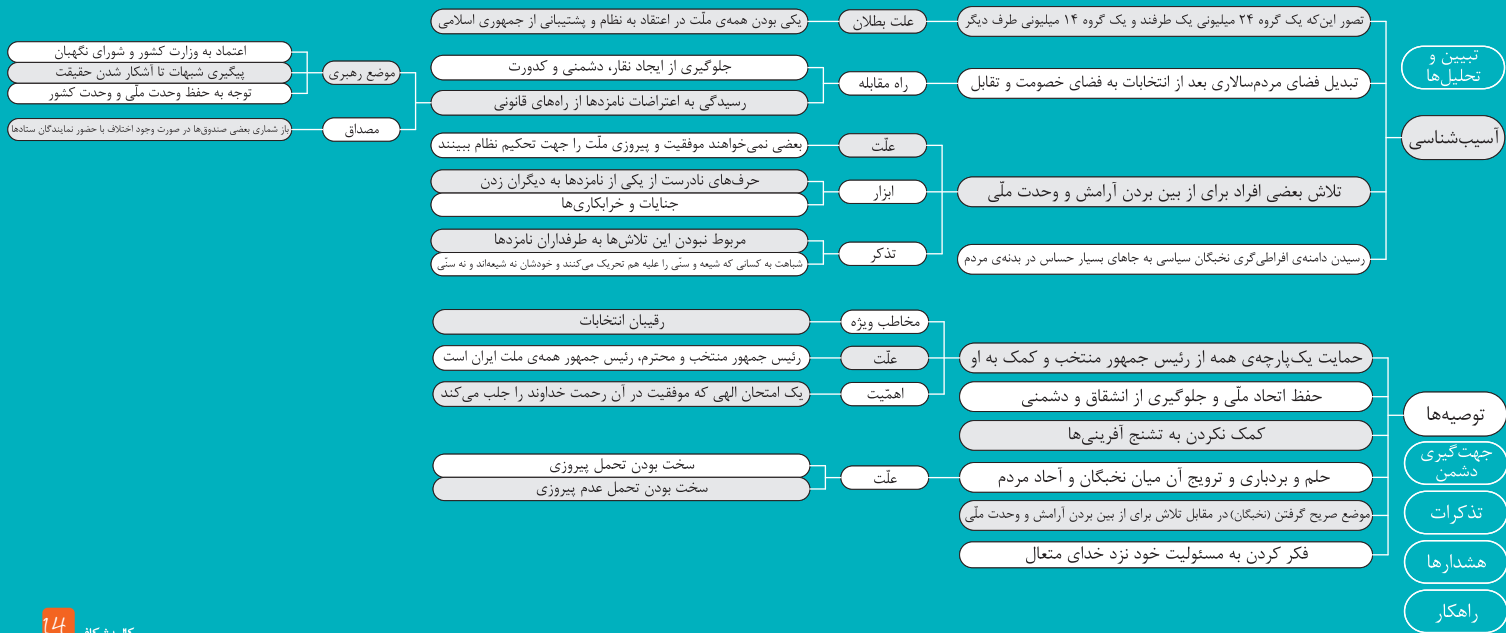 تبیین و
تحلیل‌ها
آسیب‌شناسی
تصور این‌که یک گروه ۲۴ میلیونی یک طرفند و یک گروه ۱۴ میلیونی طرف دیگر
علت بطلان
یکی بودن همه‌ی ملّت در اعتقاد به نظام و پشتیبانی از جمهوری اسلامی
تبدیل فضای مردم‌سالاری بعد از انتخابات به فضای خصومت و تقابل
راه مقابله
جلوگیری از ایجاد نقار، دشمنی و کدورت
رسیدگی به اعتراضات نامزدها از راه‌های قانونی
موضع رهبری
اعتماد به وزارت کشور و شورای نگهبان
پیگیری شبهات تا آشکار شدن حقیقت
توجه به حفظ وحدت ملّی و وحدت کشور
مصداق
باز شماری بعضی صندوق‌ها در صورت وجود اختلاف با حضور نمایندگان ستادها
تلاش بعضی افراد برای از بین بردن آرامش و وحدت ملّی
علّت
بعضی نمی‌خواهند موفقیت و پیروزی ملّت را جهت تحکیم نظام ببینند
ابزار
حرف‌های نادرست از یکی از نامزدها به دیگران زدن
جنایات و خرابکاری‌ها
تذکر
مربوط نبودن این تلاش‌ها به طرفداران نامزدها
شباهت به کسانی که شیعه و سنّی را علیه هم تحریک می‌کنند و خودشان نه شیعه‌اند و نه سنّی
رسیدن دامنه‌ی افراطی‌گری نخبگان سیاسی به جاهای بسیار حساس در بدنه‌ی مردم
توصیه‌ها
حمایت یک‌پارچه‌ی همه از رئیس جمهور منتخب و کمک به او
مخاطب ویژه
رقیبان انتخابات
علّت
رئیس جمهور منتخب و محترم، رئیس جمهور همه‌ی ملت ایران است
اهمّیت
یک امتحان الهی که موفقیت در آن رحمت خداوند را جلب می‌کند
حفظ اتحاد ملّی و جلوگیری از انشقاق و دشمنی
کمک نکردن به تشنج آفرینی‌ها
حلم و بردباری و ترویج آن میان نخبگان و آحاد مردم
علّت
سخت بودن تحمل پیروزی
سخت بودن تحمل عدم پیروزی
موضع صریح گرفتن (نخبگان) در مقابل تلاش برای از بین بردن آرامش و وحدت ملّی
فکر کردن به مسئولیت خود نزد خدای متعال
جهت‌گیری
دشمن
تذکرات
هشدارها
راهکار
14